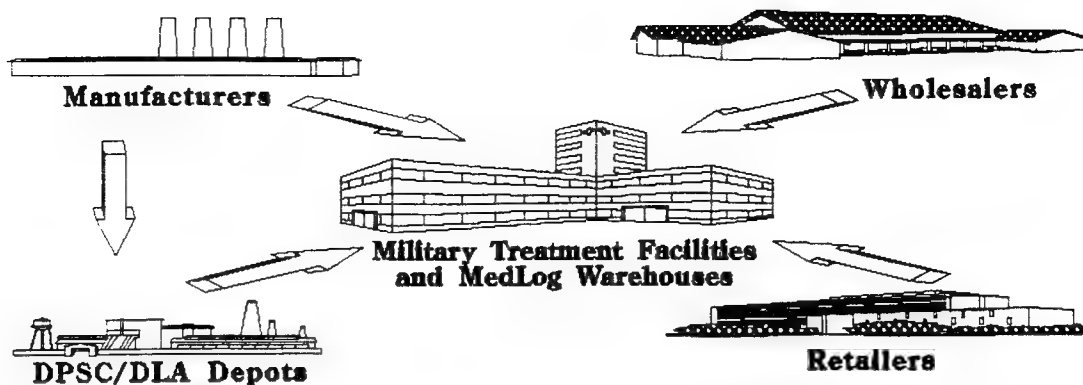 Manufacturers
Wholesalers
Military Treatment Facilities
and MedLog Warehouses
DPSC/DLA Depots
Retailers